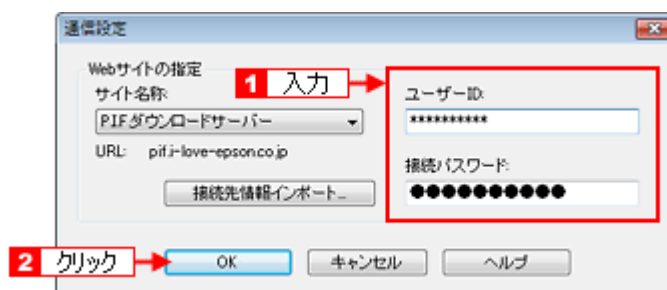 通信設定
Webサイトの指定
サイト名称:
PIFダウンロードサーバー
URL: pif.i-love-epson.co.jp
接続先情報インポート...
1 入力
ユーザーID:
**********
接続パスワード:
●●●●●●●●●●
2 クリック
OK
キャンセル
ヘルプ